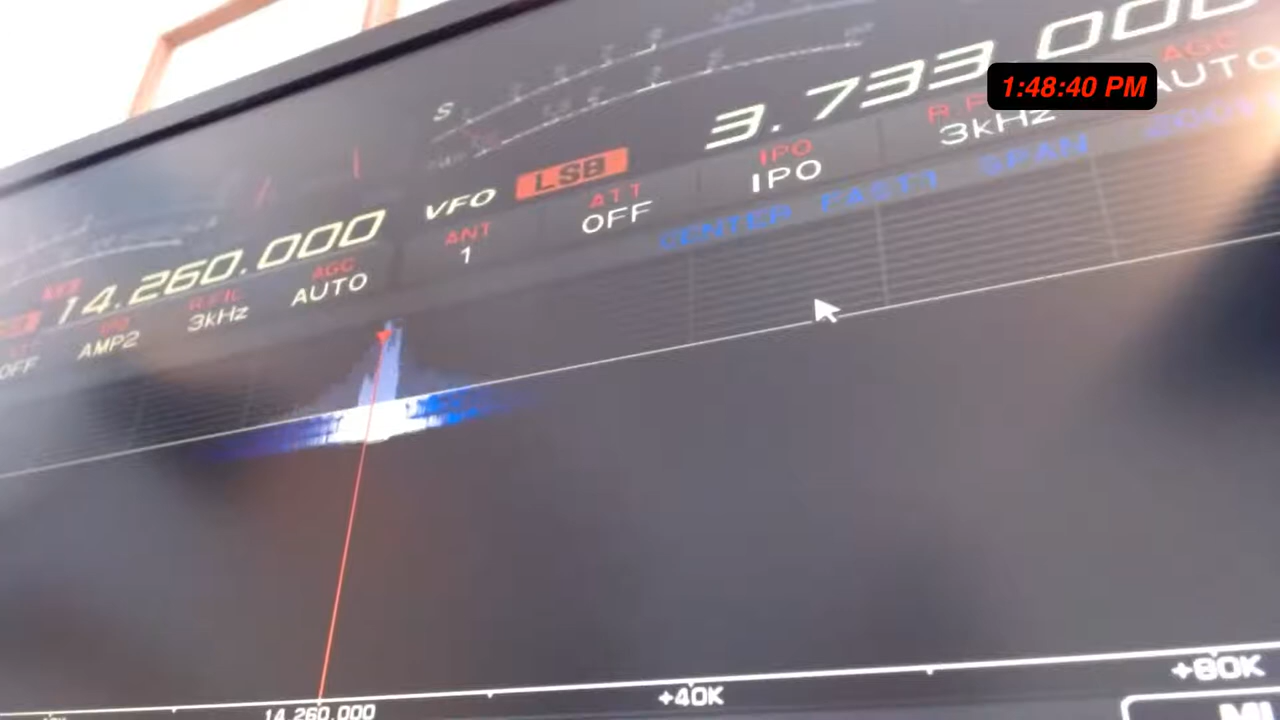 S
3.733.000
1:48:40 PM
AGC
AUTO
3kHz
VFO
LSB
IPO
IPO
ATT
OFF
ANT
1
CENTER FAST1 SPAN
14.260.000
AGC
AUTO
R.FIL
3kHz
AMP2
OFF
14.260.000
+40K
+80K